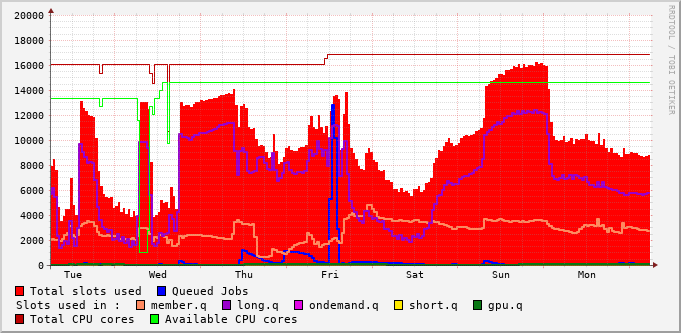 20000
18000
16000
14000
12000
10000
8000
6000
4000
2000
0
Tue Wed Thu Fri Sat Sun Mon
RRDTOOL / TOBI OETIKER
Total slots used Queued Jobs
Slots used in : member.q long.q ondemand.q short.q gpu.q
Total CPU cores Available CPU cores